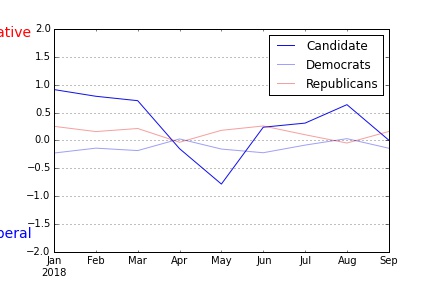 ative
2.0
1.5
1.0
0.5
0.0
−0.5
−1.0
−1.5
−2.0
eral
Candidate
Democrats
Republicans
Jan Feb Mar Apr May Jun Jul Aug Sep
2018